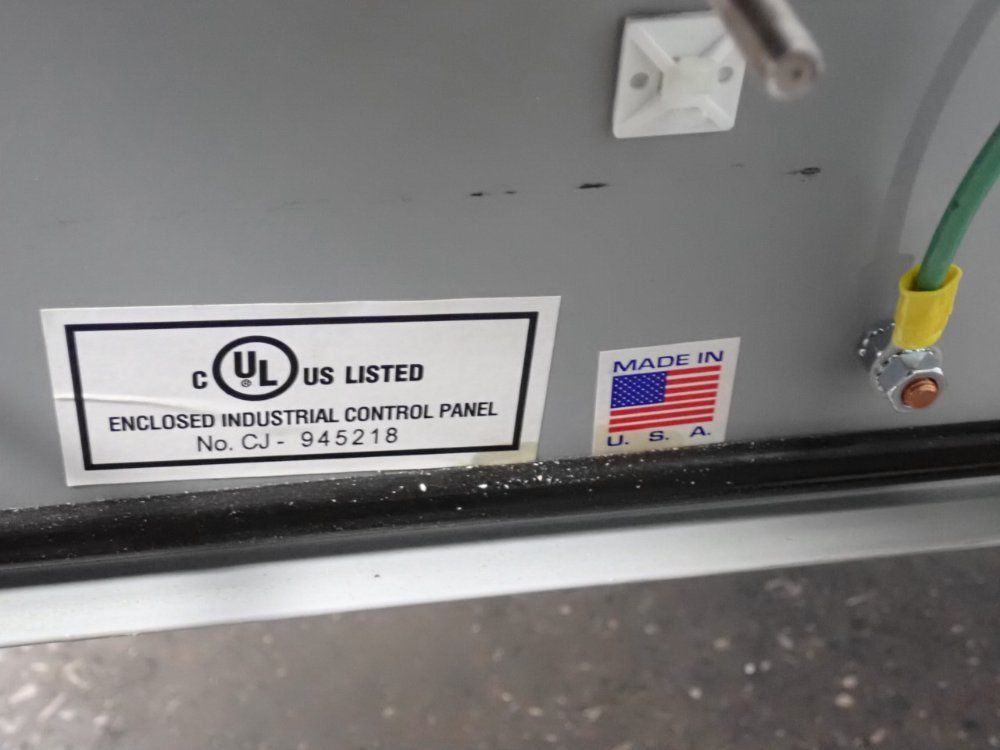 C UL ® US LISTED
ENCLOSED INDUSTRIAL CONTROL PANEL
No. CJ - 945218
MADE IN
U. S. A.